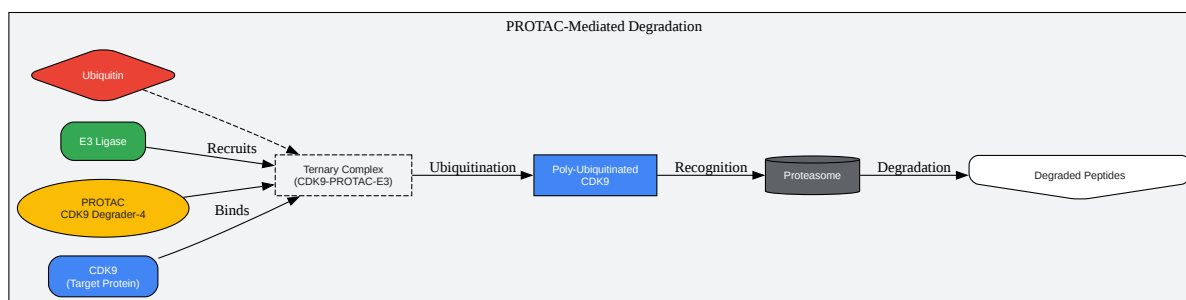 PROTAC-Mediated Degradation
Ubiquitin
E3 Ligase
Recruits
PROTAC
CDK9 Degrader-4
Binds
CDK9
(Target Protein)
Ternary Complex
(CDK9-PROTAC-E3)
Ubiquitination
Poly-Ubiquitinated
CDK9
Recognition
Proteasome
Degradation
Degraded Peptides